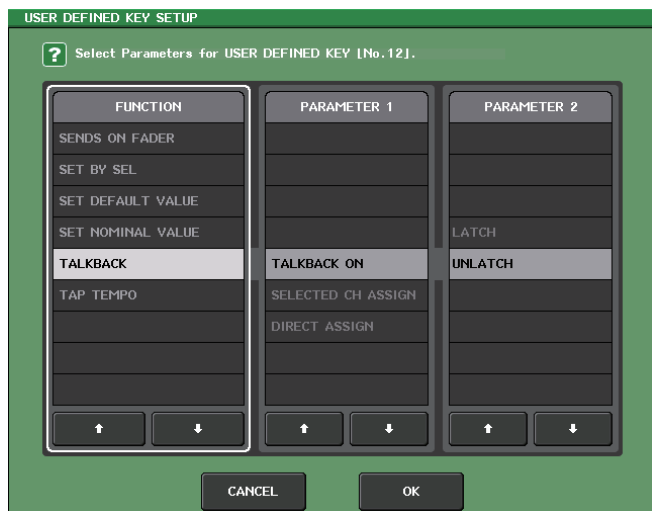 USER DEFINED KEY SETUP
? Select Parameters for USER DEFINED KEY [No.12].
FUNCTION
SENDS ON FADER
SET BY SEL
SET DEFAULT VALUE
SET NOMINAL VALUE
TALKBACK
TAP TEMPO
PARAMETER 1
TALKBACK ON
SELECTED CH ASSIGN
DIRECT ASSIGN
PARAMETER 2
LATCH
UNLATCH
CANCEL
OK